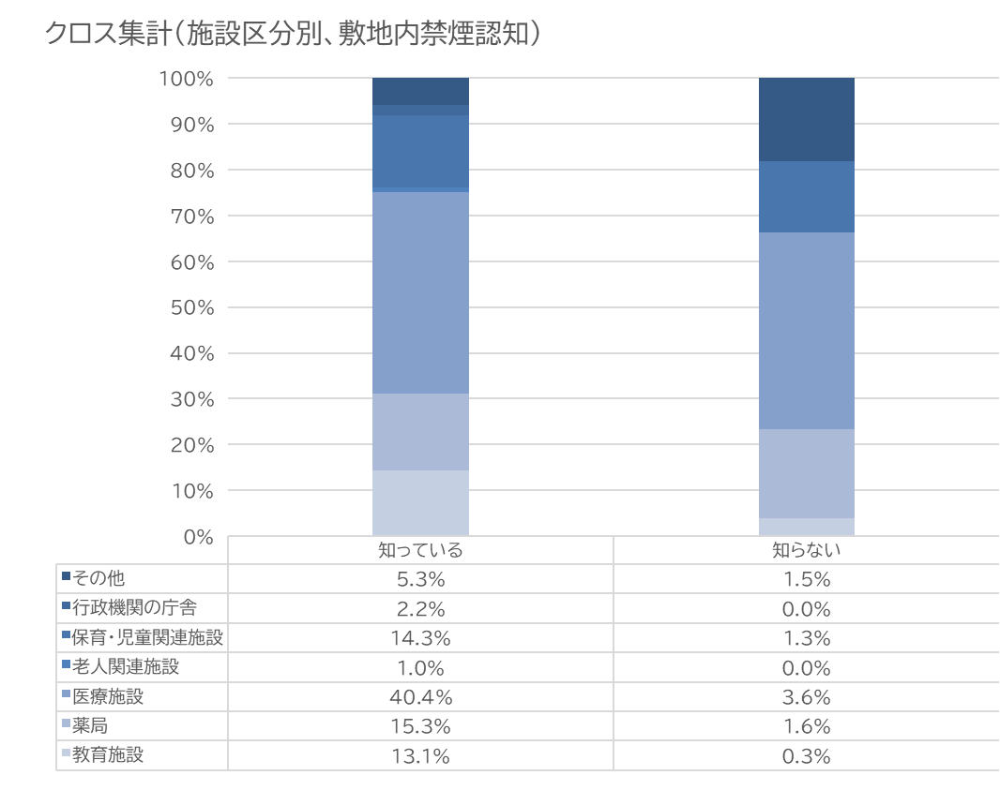 クロス集計（施設区分別、敷地内禁煙認知）
100%
90%
80%
70%
60%
50%
40%
30%
20%
10%
0%
知っている 知らない
その他 5.3% 1.5%
行政機関の庁舎 2.2% 0.0%
保育・児童関連施設 14.3% 1.3%
老人関連施設 1.0% 0.0%
医療施設 40.4% 3.6%
薬局 15.3% 1.6%
教育施設 13.1% 0.3%